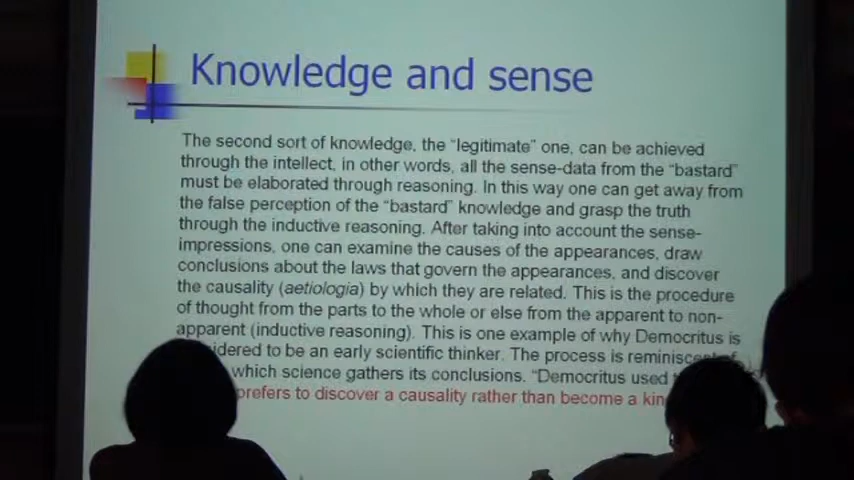 Knowledge and sense
The second sort of knowledge, the "legitimate" one, can be achieved
through the intellect, in other words, all the sense-data from the "bastard"
must be elaborated through reasoning. In this way one can get away from
the false perception of the "bastard" knowledge and grasp the truth
through the inductive reasoning. After taking into account the sense-
impressions, one can examine the causes of the appearances, draw
conclusions about the laws that govern the appearances, and discover
the causality (aetiologia) by which they are related. This is the procedure
of thought from the parts to the whole or else from the apparent to non-
apparent (inductive reasoning). This is one example of why Democritus is
idered to be an early scientific thinker. The process is reminisce
which science gathers its conclusions. "Democritus used
prefers to discover a causality rather than become a kin